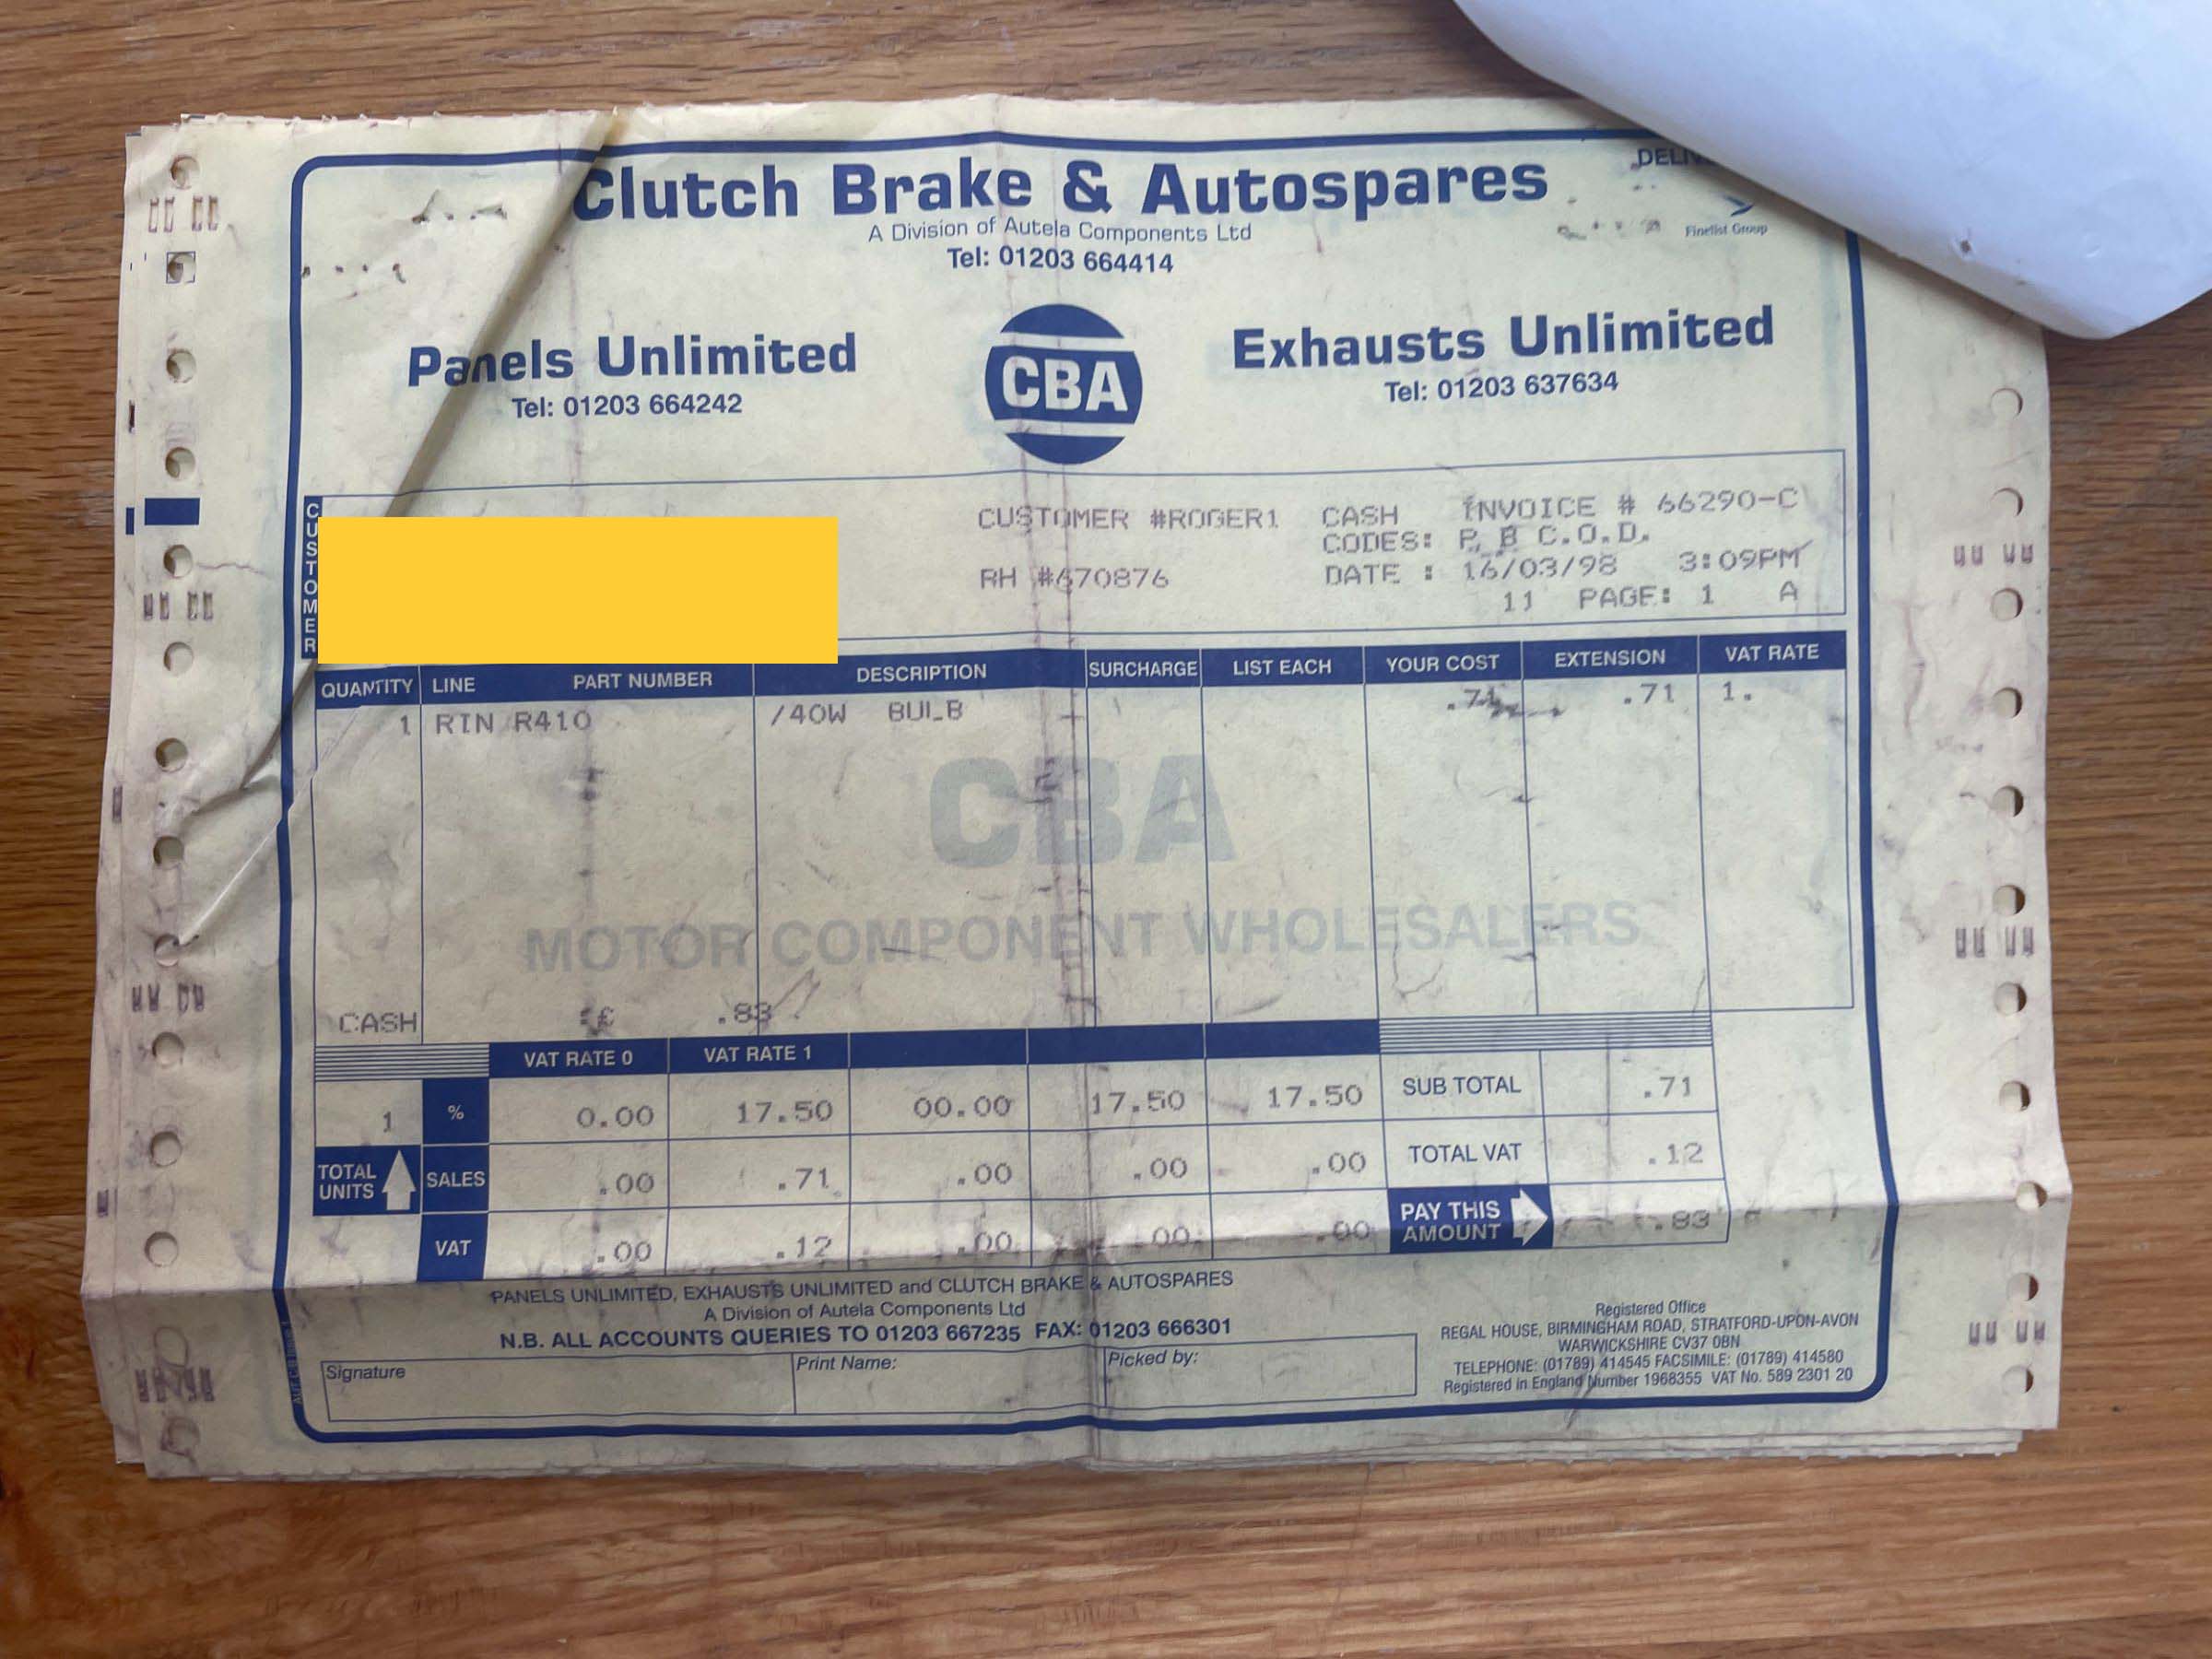 Clutch Brake & Autospares
A Division of Autela Components Ltd
Tel: 01203 664414
Finelist Group
Panels Unlimited
Tel: 01203 664242
CBA
Exhausts Unlimited
Tel: 01203 637634
CUSTOMER
CUSTOMER #ROGER1 CASH INVOICE # 66290-C
CODES: P, B C.O.D.
RH #670876 DATE : 16/03/98 3:09PM
11 PAGE: 1 A
QUANTITY LINE PART NUMBER DESCRIPTION SURCHARGE LIST EACH YOUR COST EXTENSION VAT RATE
1 RIN R410 /40W BULB .71 .71 1.
CBA
MOTOR COMPONENT WHOLESALERS
CASH £ .83
VAT RATE 0 VAT RATE 1
1 % 0.00 17.50 00.00 17.50 17.50 SUB TOTAL .71
TOTAL UNITS SALES .00 .71 .00 .00 .00 TOTAL VAT .12
VAT .00 .12 .00 .00 .00 PAY THIS AMOUNT .83
PANELS UNLIMITED, EXHAUSTS UNLIMITED and CLUTCH BRAKE & AUTOSPARES
A Division of Autela Components Ltd
N.B. ALL ACCOUNTS QUERIES TO 01203 667235 FAX: 01203 666301
Signature Print Name: Picked by:
Registered Office
REGAL HOUSE, BIRMINGHAM ROAD, STRATFORD-UPON-AVON
WARWICKSHIRE CV37 0BN
TELEPHONE: (01789) 414545 FACSIMILE: (01789) 414580
Registered in England Number 1968355 VAT No. 589 2301 20